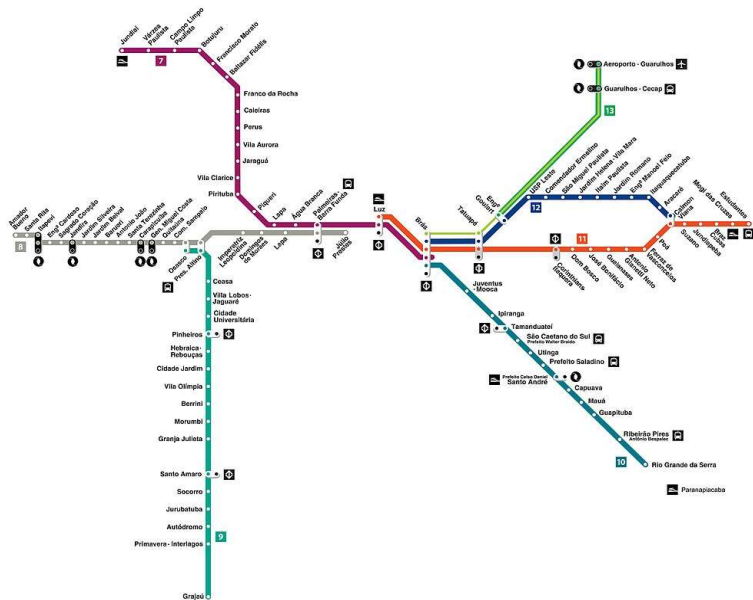 Jundiaí
Várzea
Paulista
Campo Limpo
Paulista
Botujuru
Francisco Morato
Baltazar Fidélis
7
Franco da Rocha
Caieiras
Perus
Vila Aurora
Jaraguá
Vila Clarice
Pirituba
Piqueri
Lapa
Água Branca
Palmeiras-
Barra Funda
Luz
Brás
Tatuapé
Engº
Goulart
Aeroporto - Guarulhos
Guarulhos - Cecap
13
USP Leste
Comendador Ermelino
São Miguel Paulista
Jardim Helena - Vila Mara
Itaim Paulista
Jardim Romano
Engº Manoel Feio
Itaquaquecetuba
Aracaré
Calmon
Viana
12
Mogi das Cruzes
Estudantes
Braz
Cubas
Jundiapeba
Suzano
Poá
Ferraz de
Vasconcelos
Antonio
Gianetti Neto
Guaianases
José Bonifácio
Dom Bosco
Corinthians-
Itaquera
11
Amador
Bueno
Santa Rita
Itapevi
Engº Cardoso
Sagrado Coração
Jandira
Jardim Silveira
Jardim Belval
Barueri
Antonio João
Santa Terezinha
Carapicuíba
Gen. Miguel Costa
Quitaúna
Com. Sampaio
8
Osasco
Pres. Altino
Imperatriz
Leopoldina
Domingos
de Moraes
Lapa
Júlio
Prestes
Ceasa
Villa Lobos-
Jaguaré
Cidade
Universitária
Pinheiros
Hebraica-
Rebouças
Cidade Jardim
Vila Olímpia
Berrini
Morumbi
Granja Julieta
Santo Amaro
Socorro
Jurubatuba
Autódromo
Primavera - Interlagos
9
Grajaú
Juventus -
Mooca
Ipiranga
Tamanduateí
São Caetano do Sul
Prefeito Walter Braido
Utinga
Prefeito Saladino
Prefeito Celso Daniel
Santo André
Capuava
Mauá
Guapituba
Ribeirão Pires
Antônio Bespalec
10
Rio Grande da Serra
Paranapiacaba